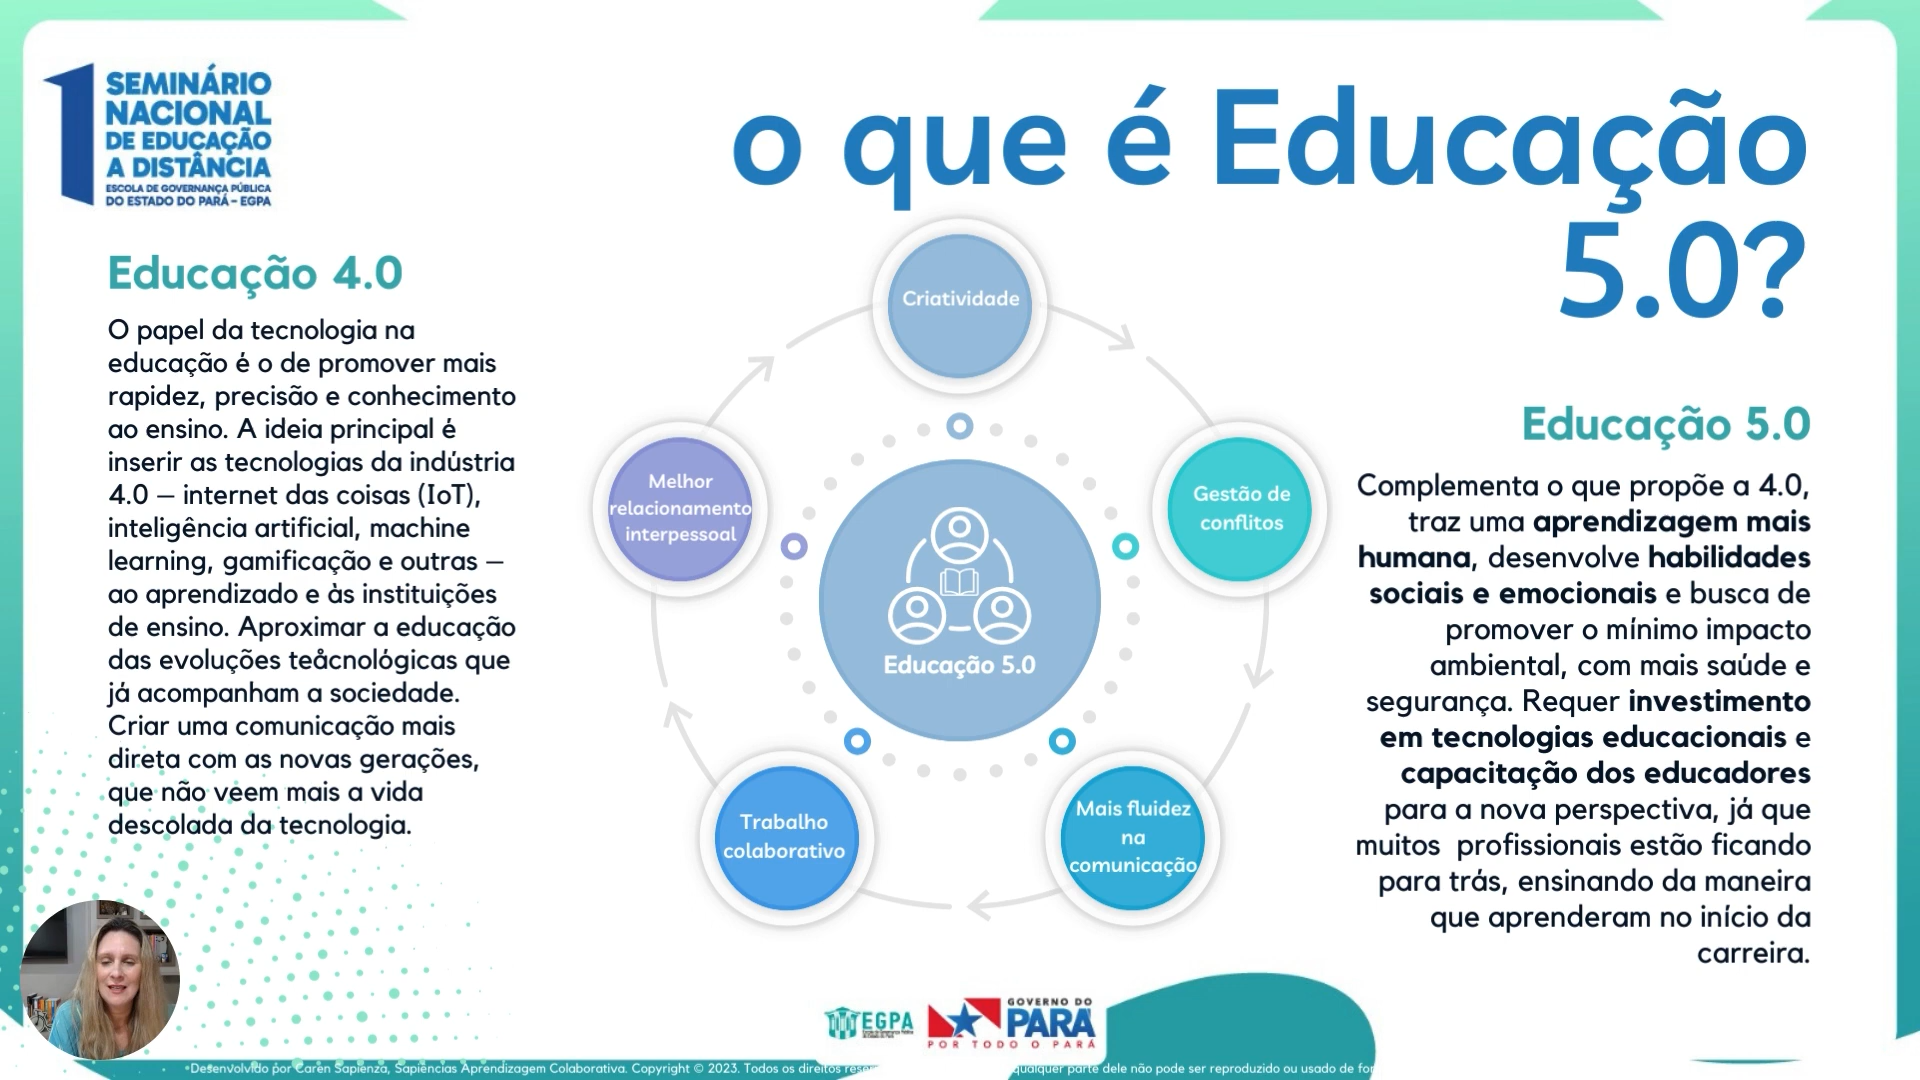 SEMINÁRIO
NACIONAL
DE EDUCAÇÃO
A DISTÂNCIA
ESCOLA DE GOVERNANÇA PÚBLICA
DO ESTADO DO PARÁ - EGPA
o que é Educação
5.0?
Educação 4.0
O papel da tecnologia na
educação é o de promover mais
rapidez, precisão e conhecimento
ao ensino. A ideia principal é
inserir as tecnologias da indústria
4.0 — internet das coisas (IoT),
inteligência artificial, machine
learning, gamificação e outras —
ao aprendizado e às instituições
de ensino. Aproximar a educação
das evoluções teåcnológicas que
já acompanham a sociedade.
Criar uma comunicação mais
direta com as novas gerações,
que não veem mais a vida
descolada da tecnologia.
Criatividade
Gestão de
conflitos
Mais fluidez
na
comunicação
Trabalho
colaborativo
Melhor
relacionamento
interpessoal
Educação 5.0
Educação 5.0
Complementa o que propõe a 4.0,
traz uma aprendizagem mais
humana, desenvolve habilidades
sociais e emocionais e busca de
promover o mínimo impacto
ambiental, com mais saúde e
segurança. Requer investimento
em tecnologias educacionais e
capacitação dos educadores
para a nova perspectiva, já que
muitos profissionais estão ficando
para trás, ensinando da maneira
que aprenderam no início da
carreira.
EGPA
GOVERNO DO
PARÁ
POR TODO O PARÁ
Desenvolvido por Caren Sapienza, Sapiências Aprendizagem Colaborativa. Copyright © 2023. Todos os direitos qualquer parte dele não pode ser reproduzido ou usado de